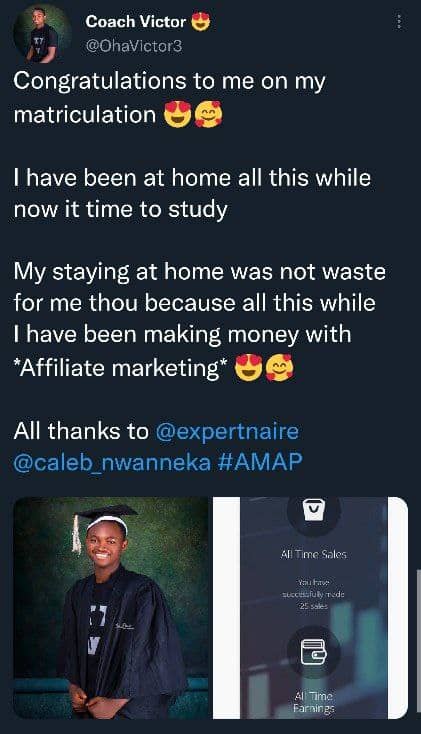 Coach Victor 😍
@OhaVictor3
Congratulations to me on my
matriculation 😍🥰
I have been at home all this while
now it time to study
My staying at home was not waste
for me thou because all this while
I have been making money with
*Affiliate marketing* 😍🥰
All thanks to @expertnaire
@caleb_nwanneka #AMAP
All Time Sales
You have
successfully made
25 sales
All Time
Earnings